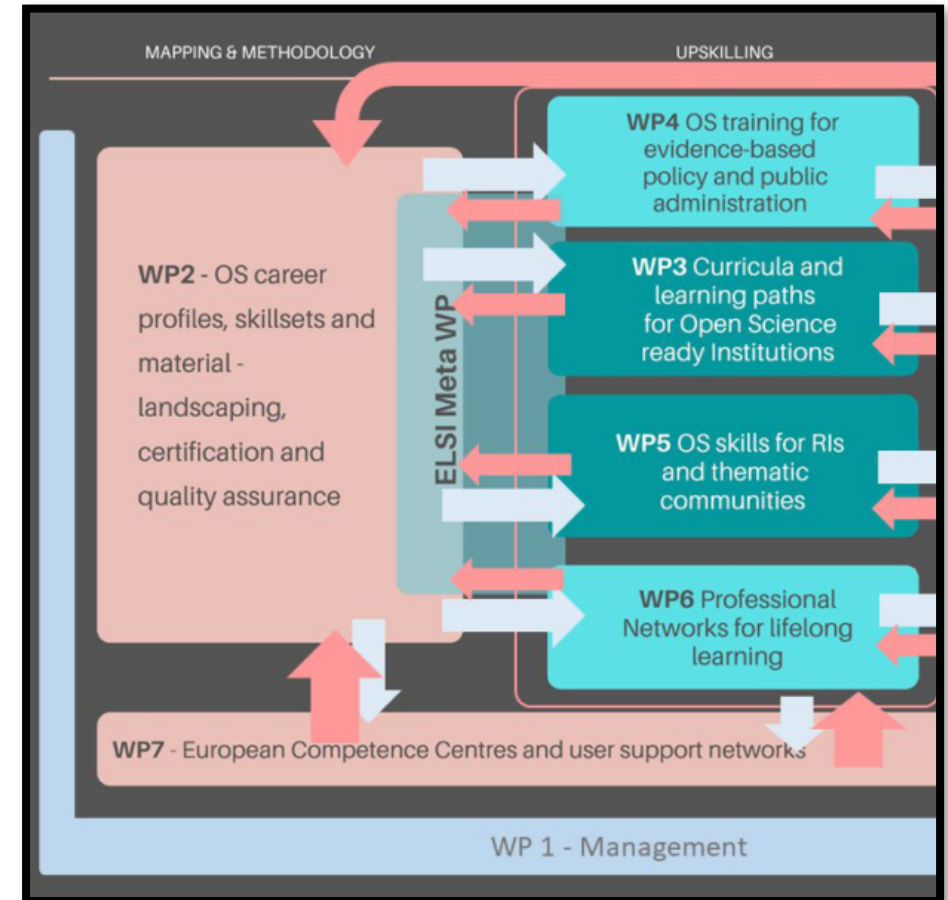 MAPPING & METHODOLOGY
UPSKILLING
WP2 - OS career
profiles, skillsets and
material -
landscaping,
certification and
quality assurance
ELSI Meta WP
WP4 OS training for
evidence-based
policy and public
administration
WP3 Curricula and
learning paths
for Open Science
ready Institutions
WP5 OS skills for RIs
and thematic
communities
WP6 Professional
Networks for lifelong
learning
WP7 - European Competence Centres and user support networks
WP 1 - Management